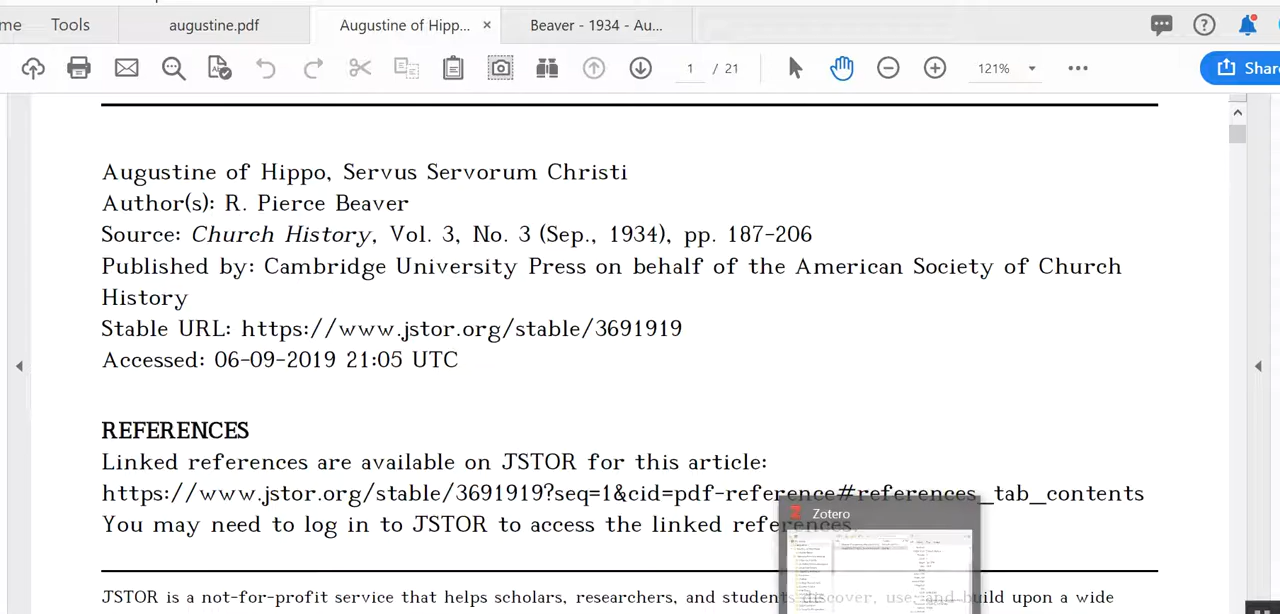 me Tools augustine.pdf Augustine of Hipp... × Beaver - 1934 - Au...
1 / 21 121% Share
Augustine of Hippo, Servus Servorum Christi
Author(s): R. Pierce Beaver
Source: Church History, Vol. 3, No. 3 (Sep., 1934), pp. 187-206
Published by: Cambridge University Press on behalf of the American Society of Church
History
Stable URL: https://www.jstor.org/stable/3691919
Accessed: 06-09-2019 21:05 UTC
REFERENCES
Linked references are available on JSTOR for this article:
https://www.jstor.org/stable/3691919?seq=1&cid=pdf-reference#references_tab_contents
Zotero
You may need to log in to JSTOR to access the linked references.
JSTOR is a not-for-profit service that helps scholars, researchers, and students discover, use, and build upon a wide